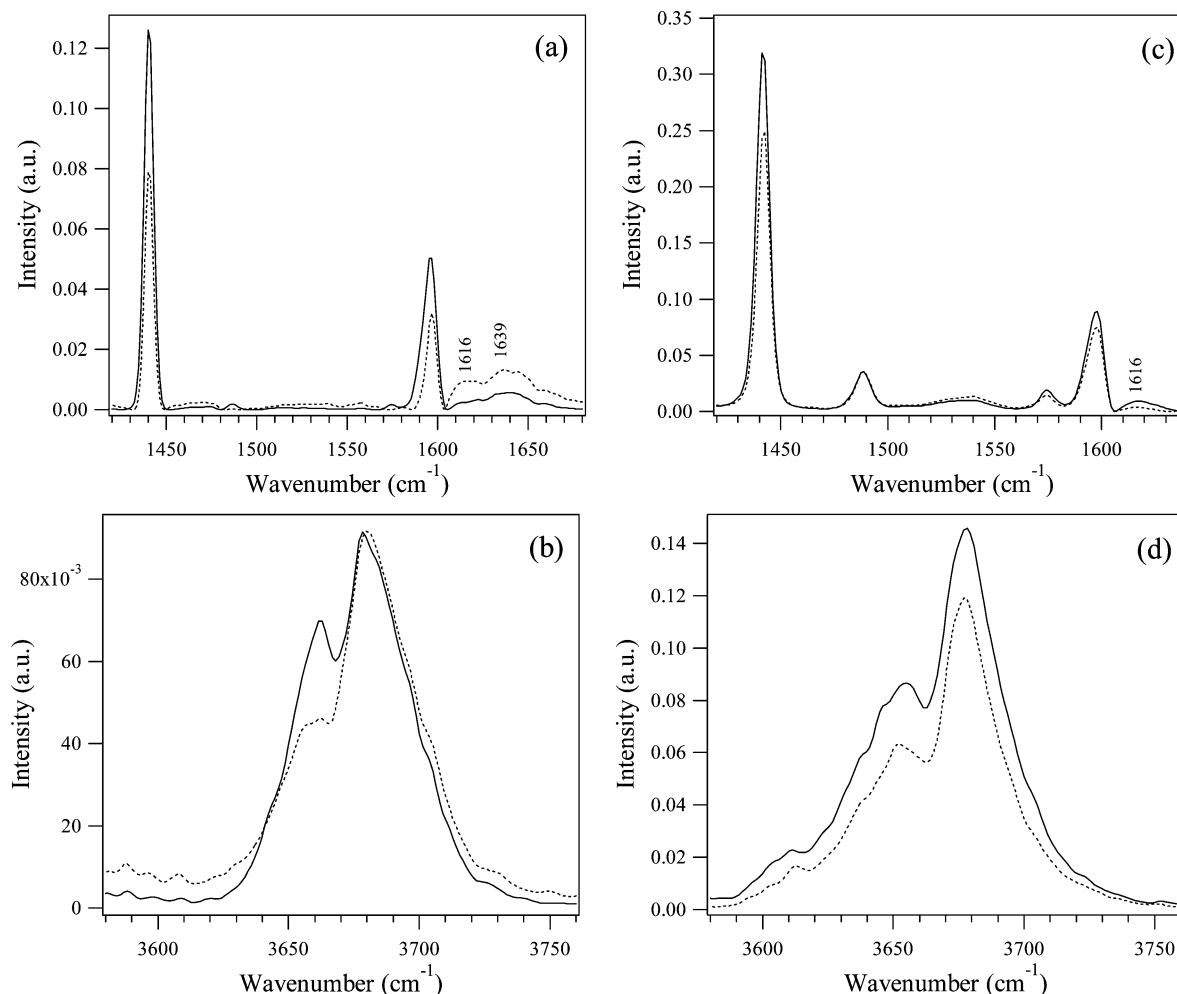 (a)
Intensity (a.u.)
0.12
0.10
0.08
0.06
0.04
0.02
0.00
1616
1639
1450 1500 1550 1600 1650
Wavenumber (cm-1)
(c)
Intensity (a.u.)
0.35
0.30
0.25
0.20
0.15
0.10
0.05
0.00
1616
1450 1500 1550 1600
Wavenumber (cm-1)
(b)
Intensity (a.u.)
80x10-3
60
40
20
0
3600 3650 3700 3750
Wavenumber (cm-1)
(d)
Intensity (a.u.)
0.14
0.12
0.10
0.08
0.06
0.04
0.02
0.00
3600 3650 3700 3750
Wavenumber (cm-1)